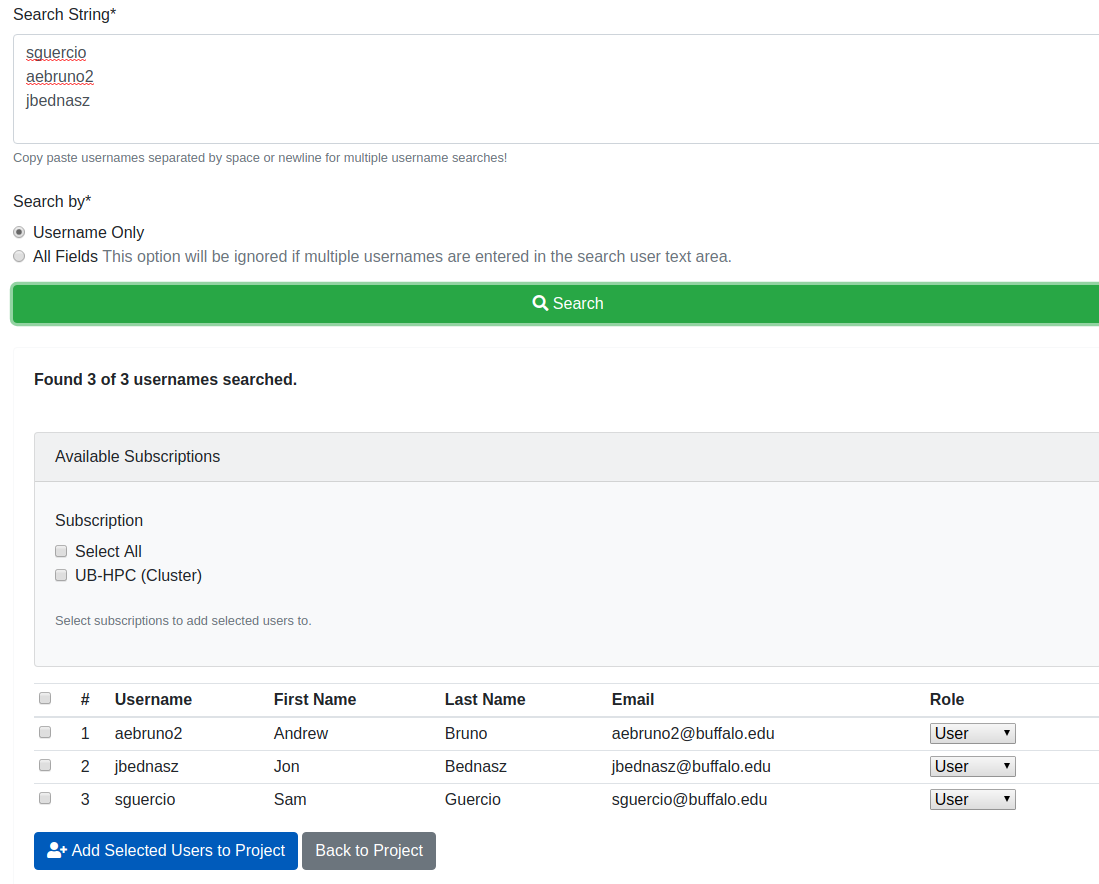 Search String*
sguercio
aebruno2
jbednasz
Copy paste usernames separated by space or newline for multiple username searches!
Search by*
Username Only
All Fields This option will be ignored if multiple usernames are entered in the search user text area.
Search
Found 3 of 3 usernames searched.
Available Subscriptions
Subscription
Select All
UB-HPC (Cluster)
Select subscriptions to add selected users to.
# Username First Name Last Name Email Role
1 aebruno2 Andrew Bruno aebruno2@buffalo.edu User
2 jbednasz Jon Bednasz jbednasz@buffalo.edu User
3 sguercio Sam Guercio sguercio@buffalo.edu User
Add Selected Users to Project Back to Project